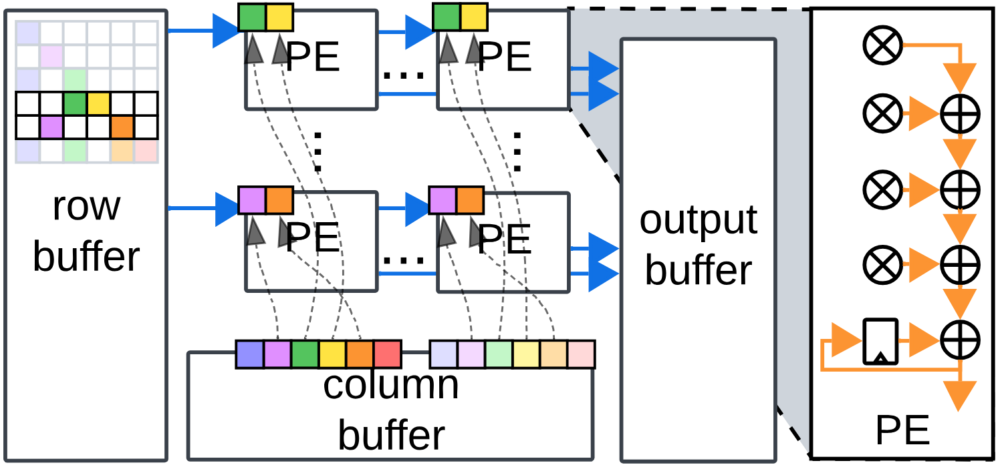 row
buffer
PE
...
PE
...
...
PE
...
PE
column
buffer
output
buffer
PE